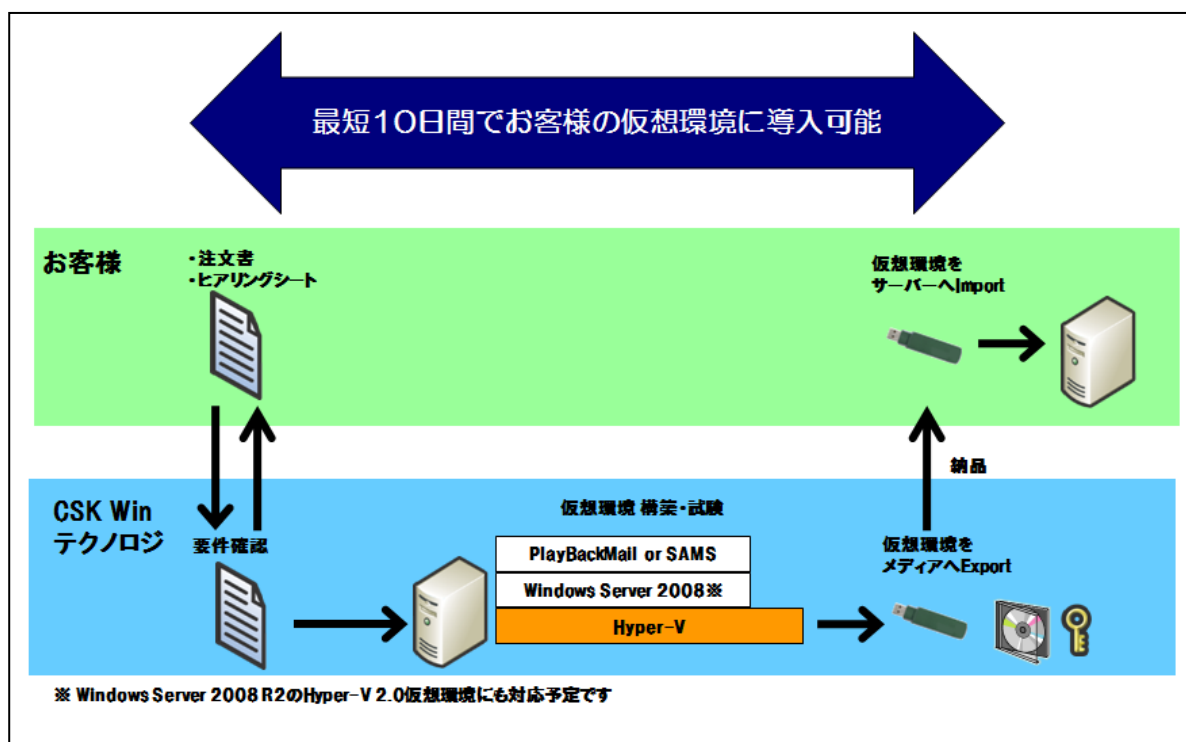 最短10日間でお客様の仮想環境に導入可能
お客様
・注文書
・ヒアリングシート
仮想環境を
サーバーへImport
納品
CSK Win
テクノロジ
要件確認
仮想環境 構築・試験
PlayBackMail or SAMS
Windows Server 2008※
Hyper-V
仮想環境を
メディアへExport
※ Windows Server 2008 R2のHyper-V 2.0仮想環境にも対応予定です